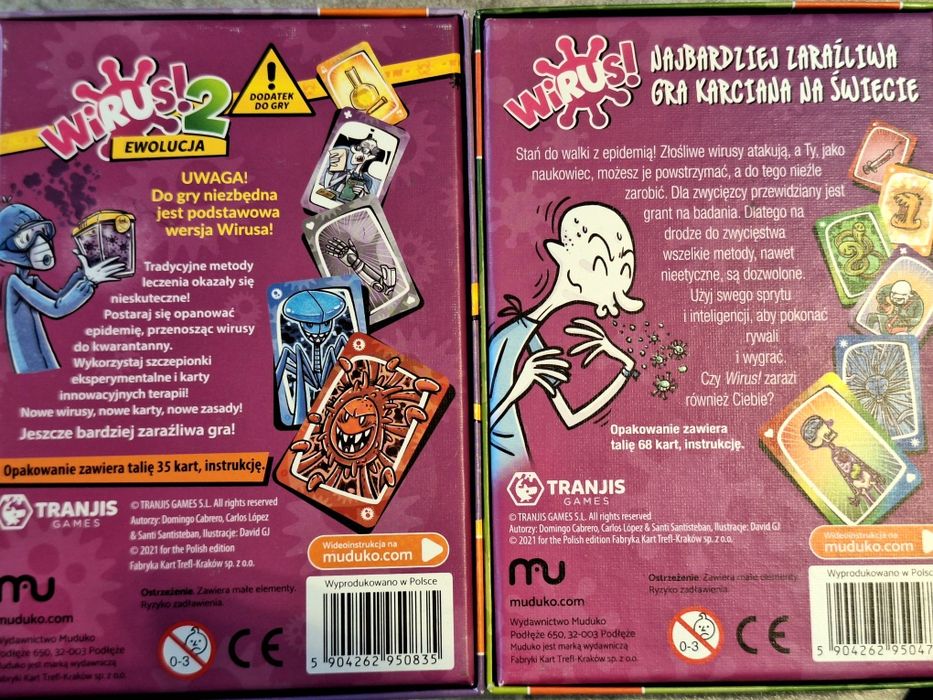 WiRUS! 2
EWOLUCJA
DODATEK
DO GRY
UWAGA!
Do gry niezbędna
jest podstawowa
wersja Wirusa!
Tradycyjne metody
leczenia okazały się
nieskuteczne!
Postaraj się opanować
epidemię, przenosząc wirusy
do kwarantanny.
Wykorzystaj szczepionki
eksperymentalne i karty
innowacyjnych terapii!
Nowe wirusy, nowe karty, nowe zasady!
Jeszcze bardziej zaraźliwa gra!
Opakowanie zawiera talię 35 kart, instrukcję.
TRANJIS
GAMES
© TRANJIS GAMES S.L. All rights reserved
Autorzy: Domingo Cabrero, Carlos López
& Santi Santisteban, Ilustracje: David GJ
© 2021 for the Polish edition
Fabryka Kart Trefl-Kraków sp. z o.o.
Wideoinstrukcja na
muduko.com
mu
muduko.com
Ostrzeżenie. Zawiera małe elementy.
Ryzyko zadławienia.
Wyprodukowano w Polsce
Wydawnictwo Muduko
Podłęże 650, 32-003 Podłęże
Muduko jest marką wydawniczą
Fabryki Kart Trefl-Kraków sp. z o.o.
0-3
CE
5 904262 950835
WiRUS!
NAJBARDZIEJ ZARAŹLIWA
GRA KARCIANA NA ŚWIECIE
Stań do walki z epidemią! Złośliwe wirusy atakują, a Ty, jako
naukowiec, możesz je powstrzymać, a do tego nieźle
zarobić. Dla zwycięzcy przewidziany jest
grant na badania. Dlatego na
drodze do zwycięstwa
wszelkie metody, nawet
nieetyczne, są dozwolone.
Użyj swego sprytu
i inteligencji, aby pokonać
rywali
i wygrać.
Czy Wirus! zarazi
również Ciebie?
Opakowanie zawiera
talię 68 kart, instrukcję.
TRANJIS
GAMES
© TRANJIS GAMES S.L. All rights reserved
Autorzy: Domingo Cabrero, Carlos López & Santi Santisteban, Ilustracje: David GJ
© 2021 for the Polish edition Fabryka Kart Trefl-Kraków sp. z o.o.
Wideoinstrukcja na
muduko.com
mu
muduko.com
Ostrzeżenie. Zawiera małe elementy.
Ryzyko zadławienia.
Wyprodukowano w Polsce
Wydawnictwo Muduko
Podłęże 650, 32-003 Podłęże
Muduko jest marką wydawniczą
Fabryki Kart Trefl-Kraków sp. z o.o.
0-3
CE
5 904262 95047